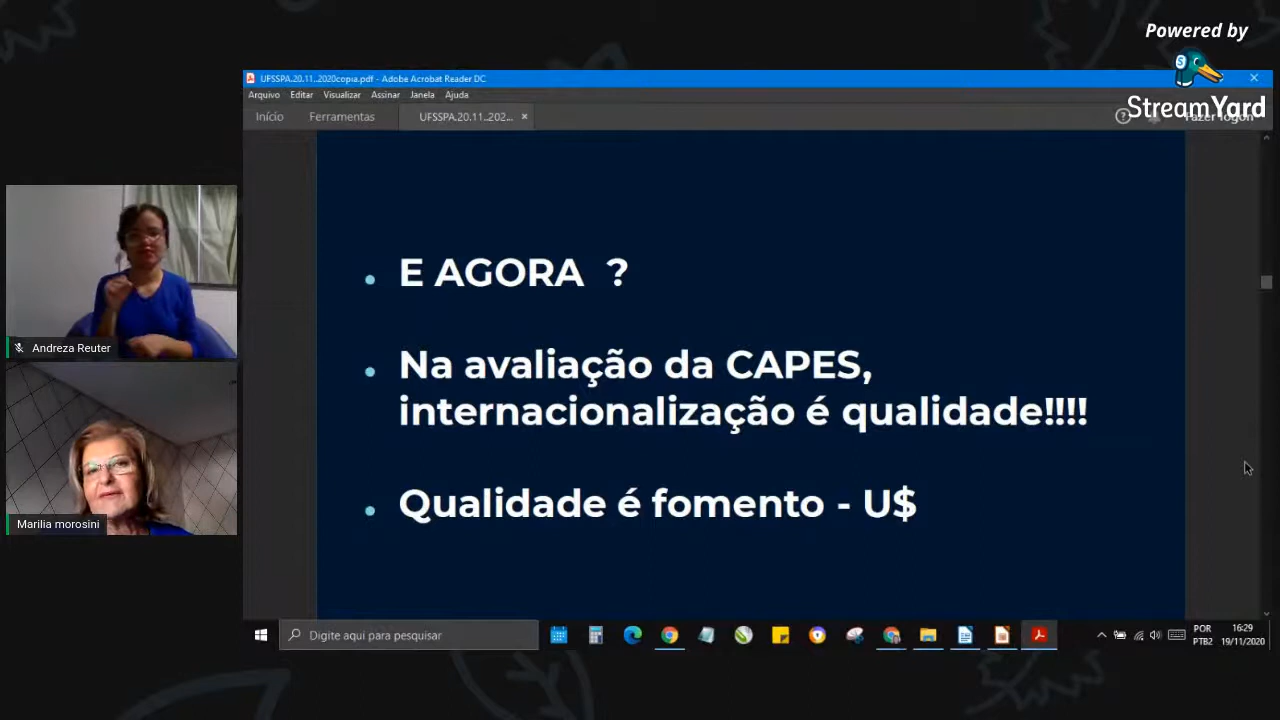 Powered by
StreamYard
UFSSPA.20.11..2020copia.pdf - Adobe Acrobat Reader DC
Arquivo Editar Visualizar Assinar Janela Ajuda
Início Ferramentas UFSSPA.20.11..202... Fazer logon
E AGORA ?
Na avaliação da CAPES,
internacionalização é qualidade!!!!
Qualidade é fomento - U$
Andreza Reuter
Marilia morosini
Digite aqui para pesquisar
POR
PTB2
16:29
19/11/2020